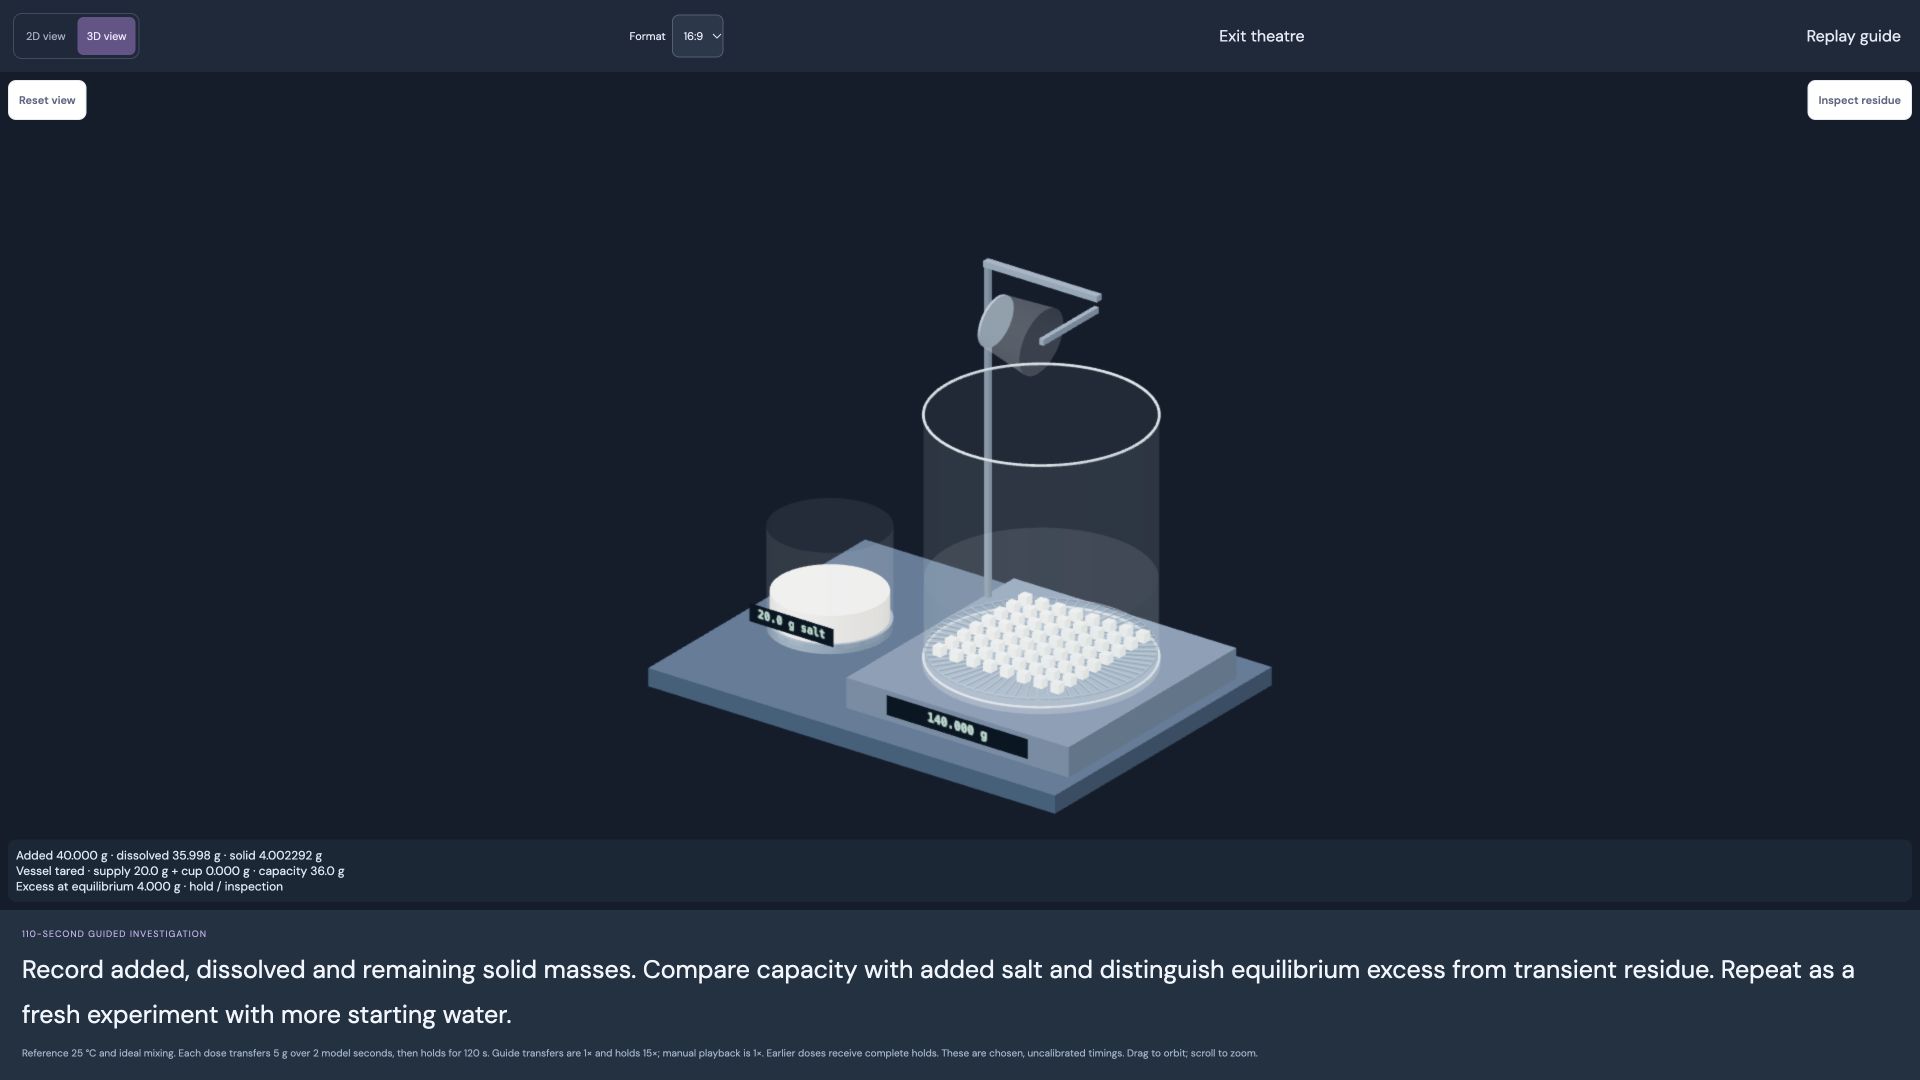 2D view 3D view Format 16:9 Exit theatre Replay guide
Reset view Inspect residue
20.0 g salt
140.000 g
Added 40.000 g · dissolved 35.998 g · solid 4.002292 g
Vessel tared · supply 20.0 g + cup 0.000 g · capacity 36.0 g
Excess at equilibrium 4.000 g · hold / inspection
110-SECOND GUIDED INVESTIGATION
Record added, dissolved and remaining solid masses. Compare capacity with added salt and distinguish equilibrium excess from transient residue. Repeat as a
fresh experiment with more starting water.
Reference 25 °C and ideal mixing. Each dose transfers 5 g over 2 model seconds, then holds for 120 s. Guide transfers are 1× and holds 15×; manual playback is 1×. Earlier doses receive complete holds. These are chosen, uncalibrated timings. Drag to orbit; scroll to zoom.